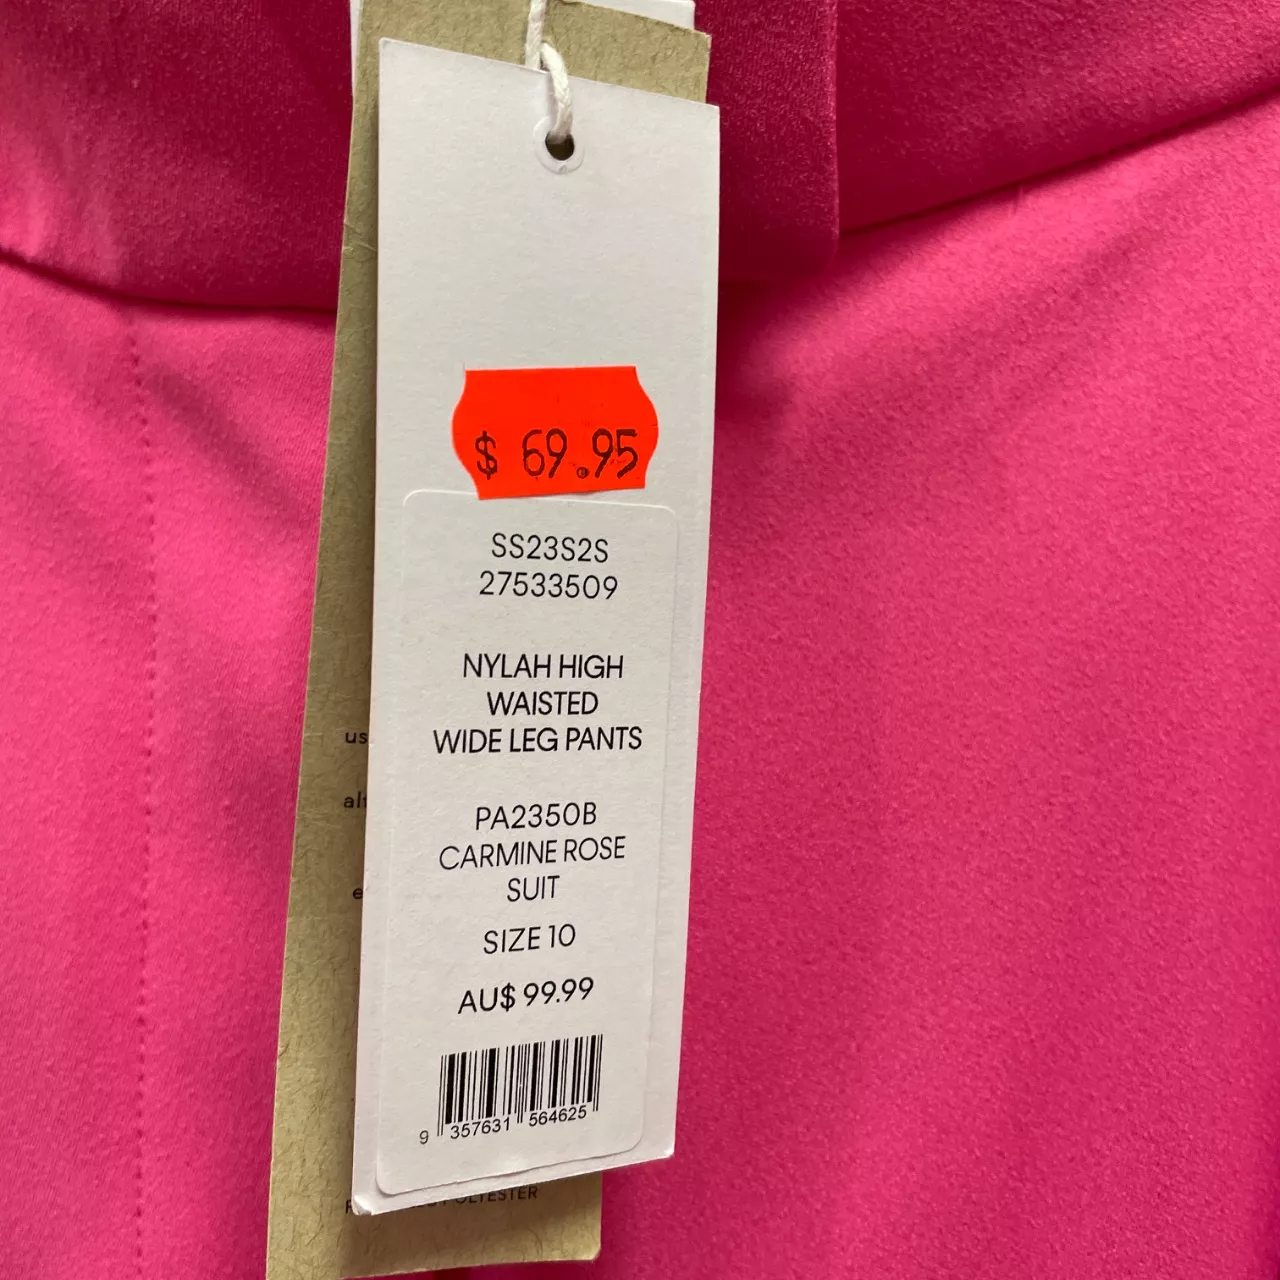 $ 69.95
SS23S2S
27533509
NYLAH HIGH
WAISTED
WIDE LEG PANTS
PA2350B
CARMINE ROSE
SUIT
SIZE 10
AU$ 99.99
9 357631 564625
POLYESTER